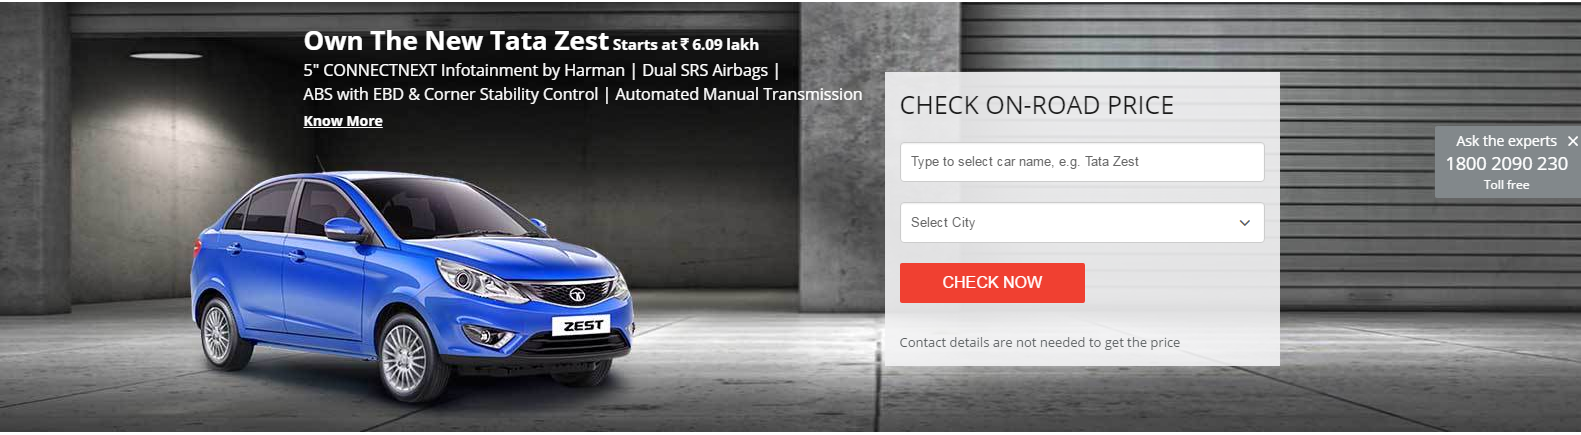 Own The New Tata Zest Starts at ₹ 6.09 lakh
5" CONNECTNEXT Infotainment by Harman | Dual SRS Airbags |
ABS with EBD & Corner Stability Control | Automated Manual Transmission
Know More
ZEST
CHECK ON-ROAD PRICE
Type to select car name, e.g. Tata Zest
Select City
CHECK NOW
Contact details are not needed to get the price
Ask the experts ×
1800 2090 230
Toll free